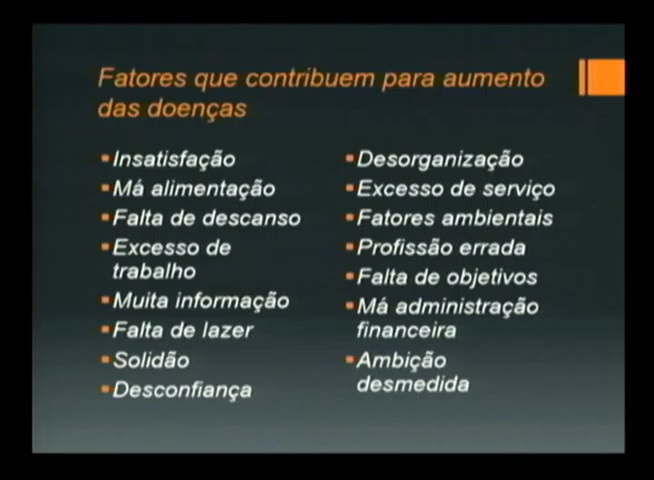 Fatores que contribuem para aumento
das doenças
Insatisfação
Má alimentação
Falta de descanso
Excesso de
trabalho
Muita informação
Falta de lazer
Solidão
Desconfiança
Desorganização
Excesso de serviço
Fatores ambientais
Profissão errada
Falta de objetivos
Má administração
financeira
Ambição
desmedida